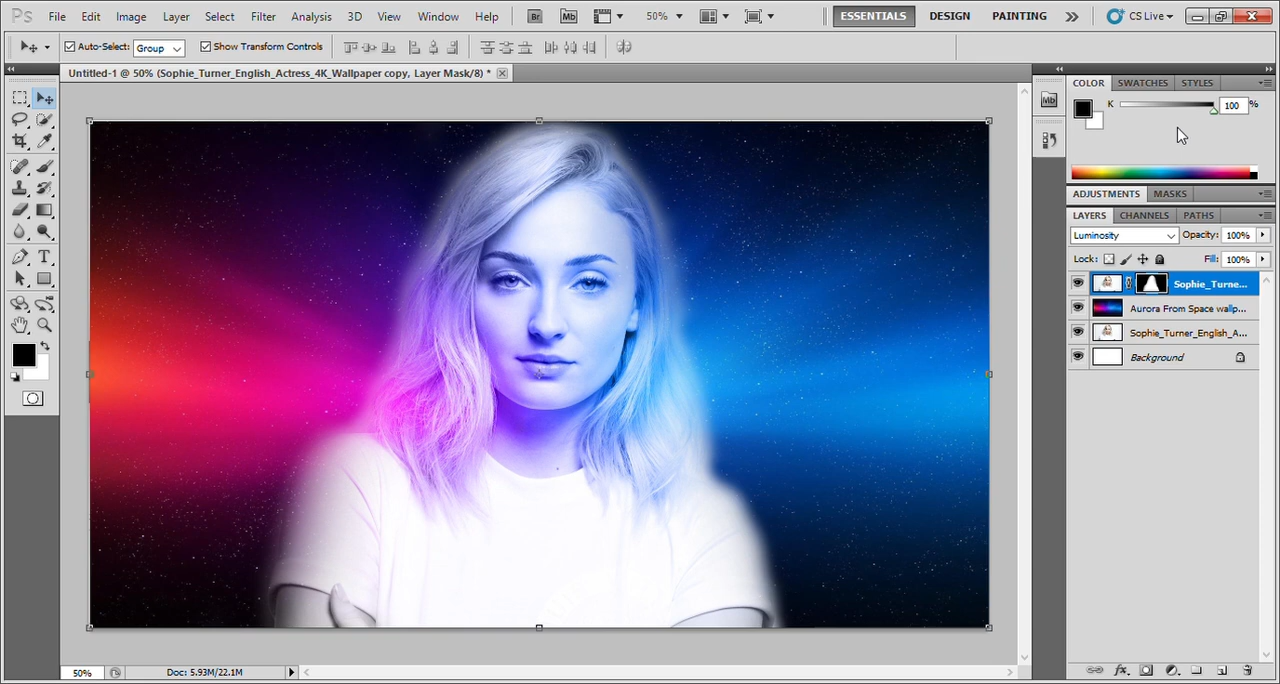 Ps File Edit Image Layer Select Filter Analysis 3D View Window Help Br Mb 50% ESSENTIALS DESIGN PAINTING CS Live
Auto-Select: Group Show Transform Controls
Untitled-1 @ 50% (Sophie_Turner_English_Actress_4K_Wallpaper copy, Layer Mask/8) *
COLOR SWATCHES STYLES
Mb
K 100 %
ADJUSTMENTS MASKS
LAYERS CHANNELS PATHS
Luminosity Opacity: 100%
Lock: Fill: 100%
Sophie_Turne...
Aurora From Space wallp...
Sophie_Turner_English_A...
Background
T
50% Doc: 5.93M/22.1M
fx